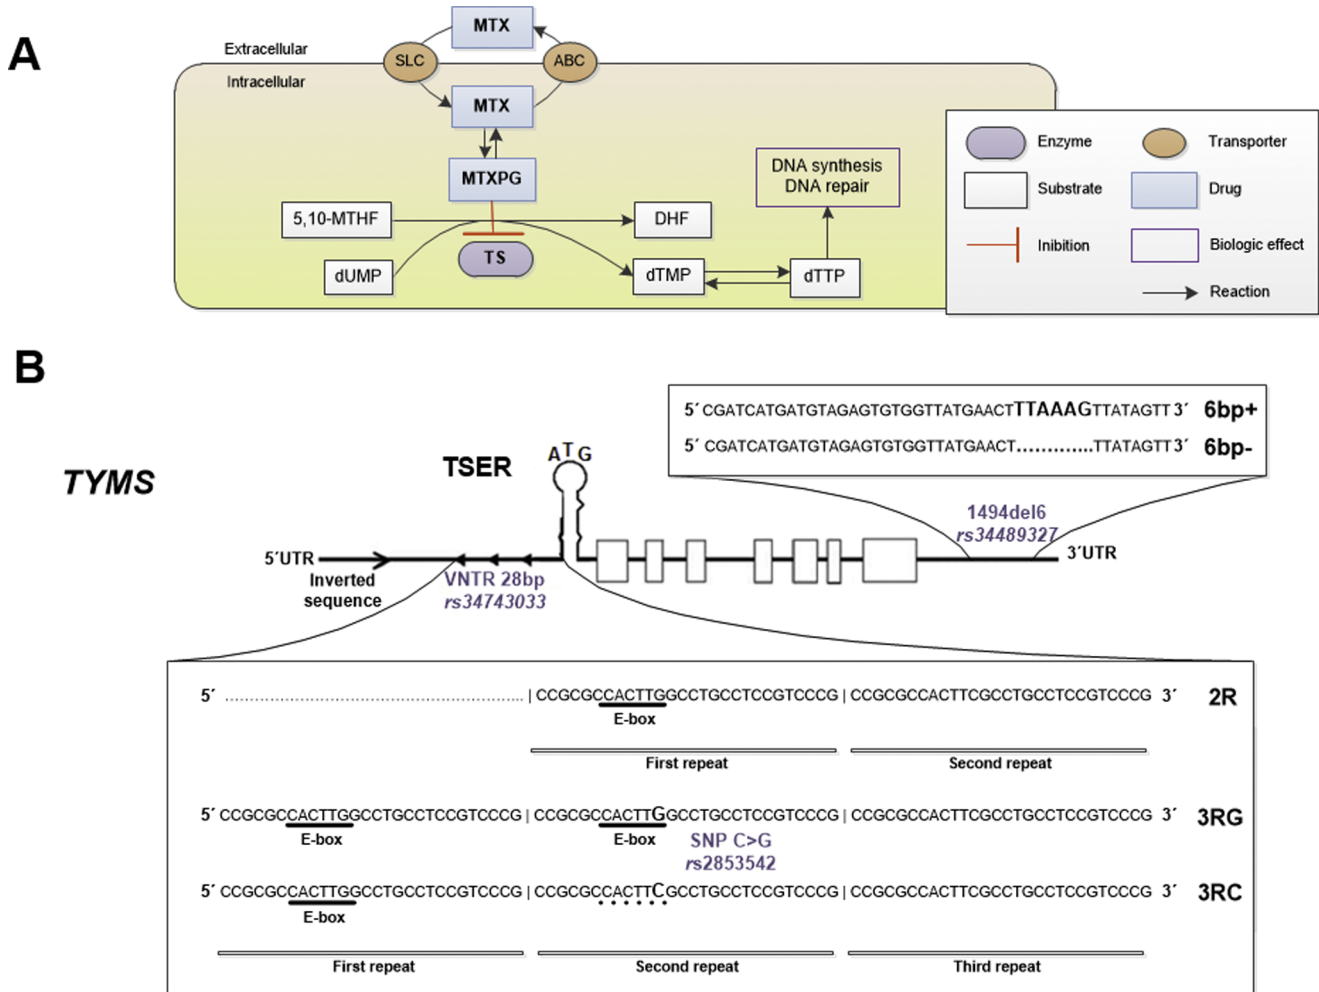 A
Extracellular
Intracellular
MTX
SLC
ABC
MTX
MTXPG
5,10-MTHF
DHF
TS
dUMP
dTMP
dTTP
DNA synthesis
DNA repair
Enzyme
Transporter
Substrate
Drug
Inibition
Biologic effect
Reaction
B
5´ CGATCATGATGTAGAGTGTGGTTATGAACTTTAAAGTTATAGTT 3´ 6bp+
5´ CGATCATGATGTAGAGTGTGGTTATGAACT.............TTATAGTT 3´ 6bp-
TYMS
TSER
ATG
1494del6
rs34489327
5´UTR
3´UTR
Inverted
sequence
VNTR 28bp
rs34743033
5´ ........................................................ | CCGCGCCACTTGGCCTGCCTCCGTCCCG | CCGCGCCACTTCGCCTGCCTCCGTCCCG 3´ 2R
E-box
First repeat Second repeat
5´ CCGCGCCACTTGGCCTGCCTCCGTCCCG | CCGCGCCACTTGGCCTGCCTCCGTCCCG | CCGCGCCACTTCGCCTGCCTCCGTCCCG 3´ 3RG
E-box E-box
SNP C>G
rs2853542
5´ CCGCGCCACTTGGCCTGCCTCCGTCCCG | CCGCGCCACTTCGCCTGCCTCCGTCCCG | CCGCGCCACTTCGCCTGCCTCCGTCCCG 3´ 3RC
E-box
First repeat Second repeat Third repeat